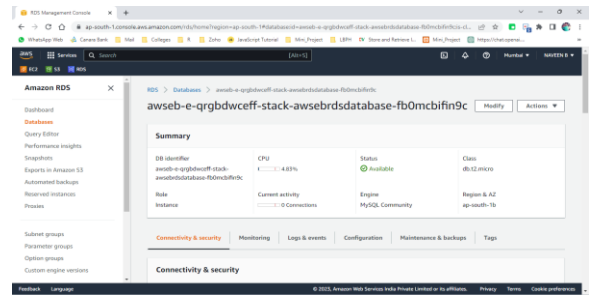 RDS Management Console
ap-south-1.console.aws.amazon.com/rds/home?region=ap-south-1#database:id=awseb-e-qrgbdwceff-stack-awsebrdsdatabase-fb0mcbifin9c;is-cl...
WhatsApp Web Canara Bank Mail Colleges R Zoho JavaScript Tutorial Mini_Project LBPH Store and Retrieve I... Mini_Project https://chat.openai...
aws Services Search [Alt+S] Mumbai NAVEEN B
EC2 S3 RDS
Amazon RDS
Dashboard
Databases
Query Editor
Performance insights
Snapshots
Exports in Amazon S3
Automated backups
Reserved instances
Proxies
Subnet groups
Parameter groups
Option groups
Custom engine versions
RDS > Databases > awseb-e-qrgbdwceff-stack-awsebrdsdatabase-fb0mcbifin9c
awseb-e-qrgbdwceff-stack-awsebrdsdatabase-fb0mcbifin9c
Modify Actions
Summary
DB identifier
awseb-e-qrgbdwceff-stack-
awsebrdsdatabase-fb0mcbifin9c
CPU
4.83%
Status
Available
Class
db.t2.micro
Role
Instance
Current activity
0 Connections
Engine
MySQL Community
Region & AZ
ap-south-1b
Connectivity & security Monitoring Logs & events Configuration Maintenance & backups Tags
Connectivity & security
Feedback Language © 2023, Amazon Web Services India Private Limited or its affiliates. Privacy Terms Cookie preferences